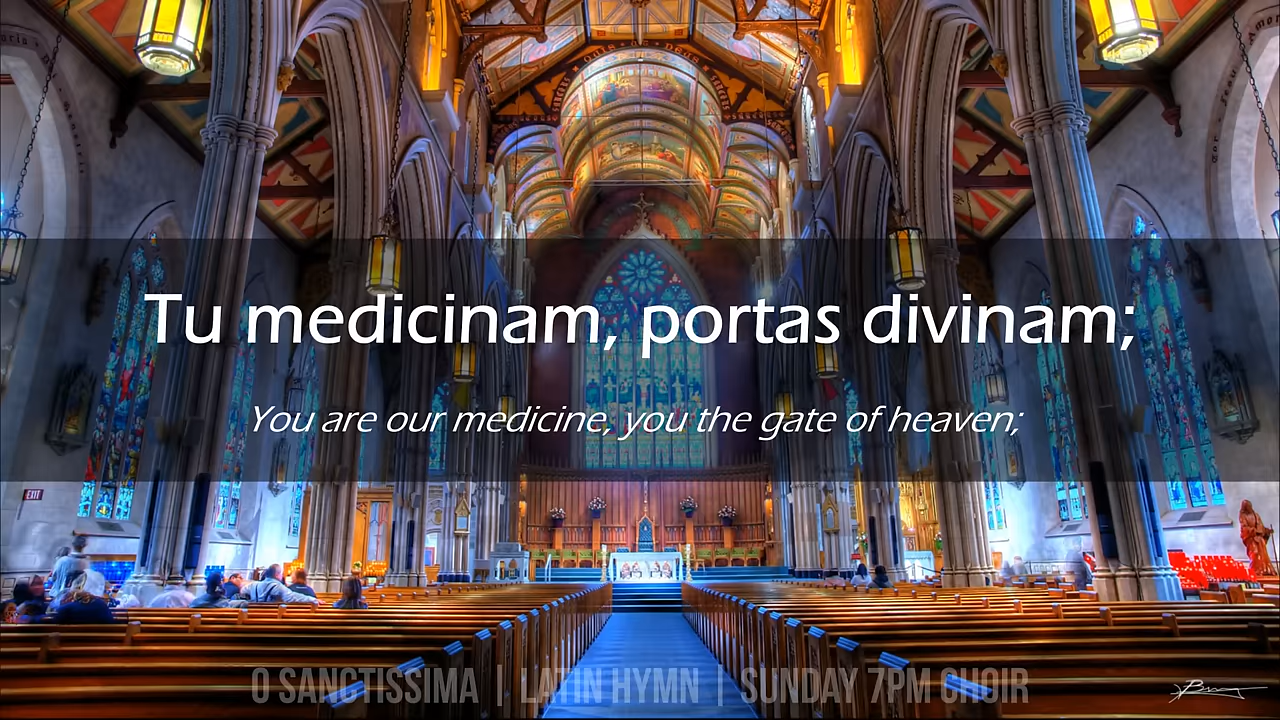 Tu medicinam, portas divinam;
You are our medicine, you the gate of heaven;
EXIT
O SANCTISSIMA | LATIN HYMN | SUNDAY 7PM CHOIR